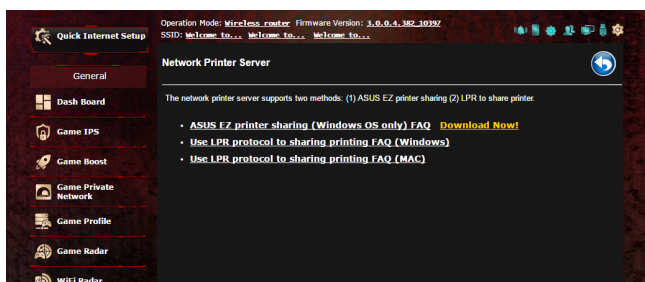 Operation Mode: Wireless router Firmware Version: 3.0.0.4.382_10397
Quick Internet Setup
SSID: Welcome to... Welcome to... Welcome to...
General
Dash Board
Game IPS
Game Boost
Game Private
Network
Game Profile
Game Radar
WiFi Radar
Network Printer Server
The network printer server supports two methods: (1) ASUS EZ printer sharing (2) LPR to share printer.
ASUS EZ printer sharing (Windows OS only) FAQ Download Now!
Use LPR protocol to sharing printing FAQ (Windows)
Use LPR protocol to sharing printing FAQ (MAC)